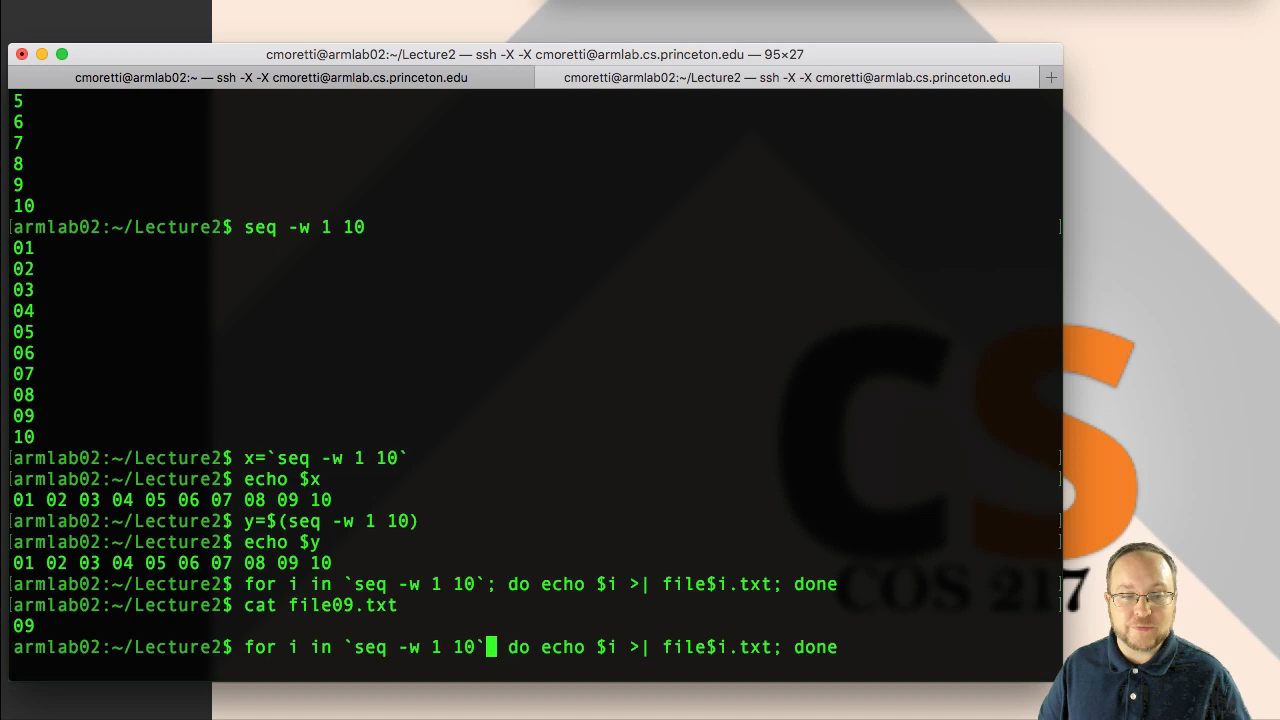 cmoretti@armlab02:~/Lecture2 — ssh -X -X cmoretti@armlab.cs.princeton.edu — 95×27
cmoretti@armlab02:~ — ssh -X -X cmoretti@armlab.cs.princeton.edu
cmoretti@armlab02:~/Lecture2 — ssh -X -X cmoretti@armlab.cs.princeton.edu
+
5
6
7
8
9
10
[armlab02:~/Lecture2$ seq -w 1 10 ]
01
02
03
04
05
06
07
08
09
10
[armlab02:~/Lecture2$ x=`seq -w 1 10` ]
[armlab02:~/Lecture2$ echo $x ]
01 02 03 04 05 06 07 08 09 10
[armlab02:~/Lecture2$ y=$(seq -w 1 10) ]
[armlab02:~/Lecture2$ echo $y ]
01 02 03 04 05 06 07 08 09 10
[armlab02:~/Lecture2$ for i in `seq -w 1 10`; do echo $i >| file$i.txt; done ]
[armlab02:~/Lecture2$ cat file09.txt ]
09
armlab02:~/Lecture2$ for i in `seq -w 1 10` do echo $i >| file$i.txt; done
CS
COS 217